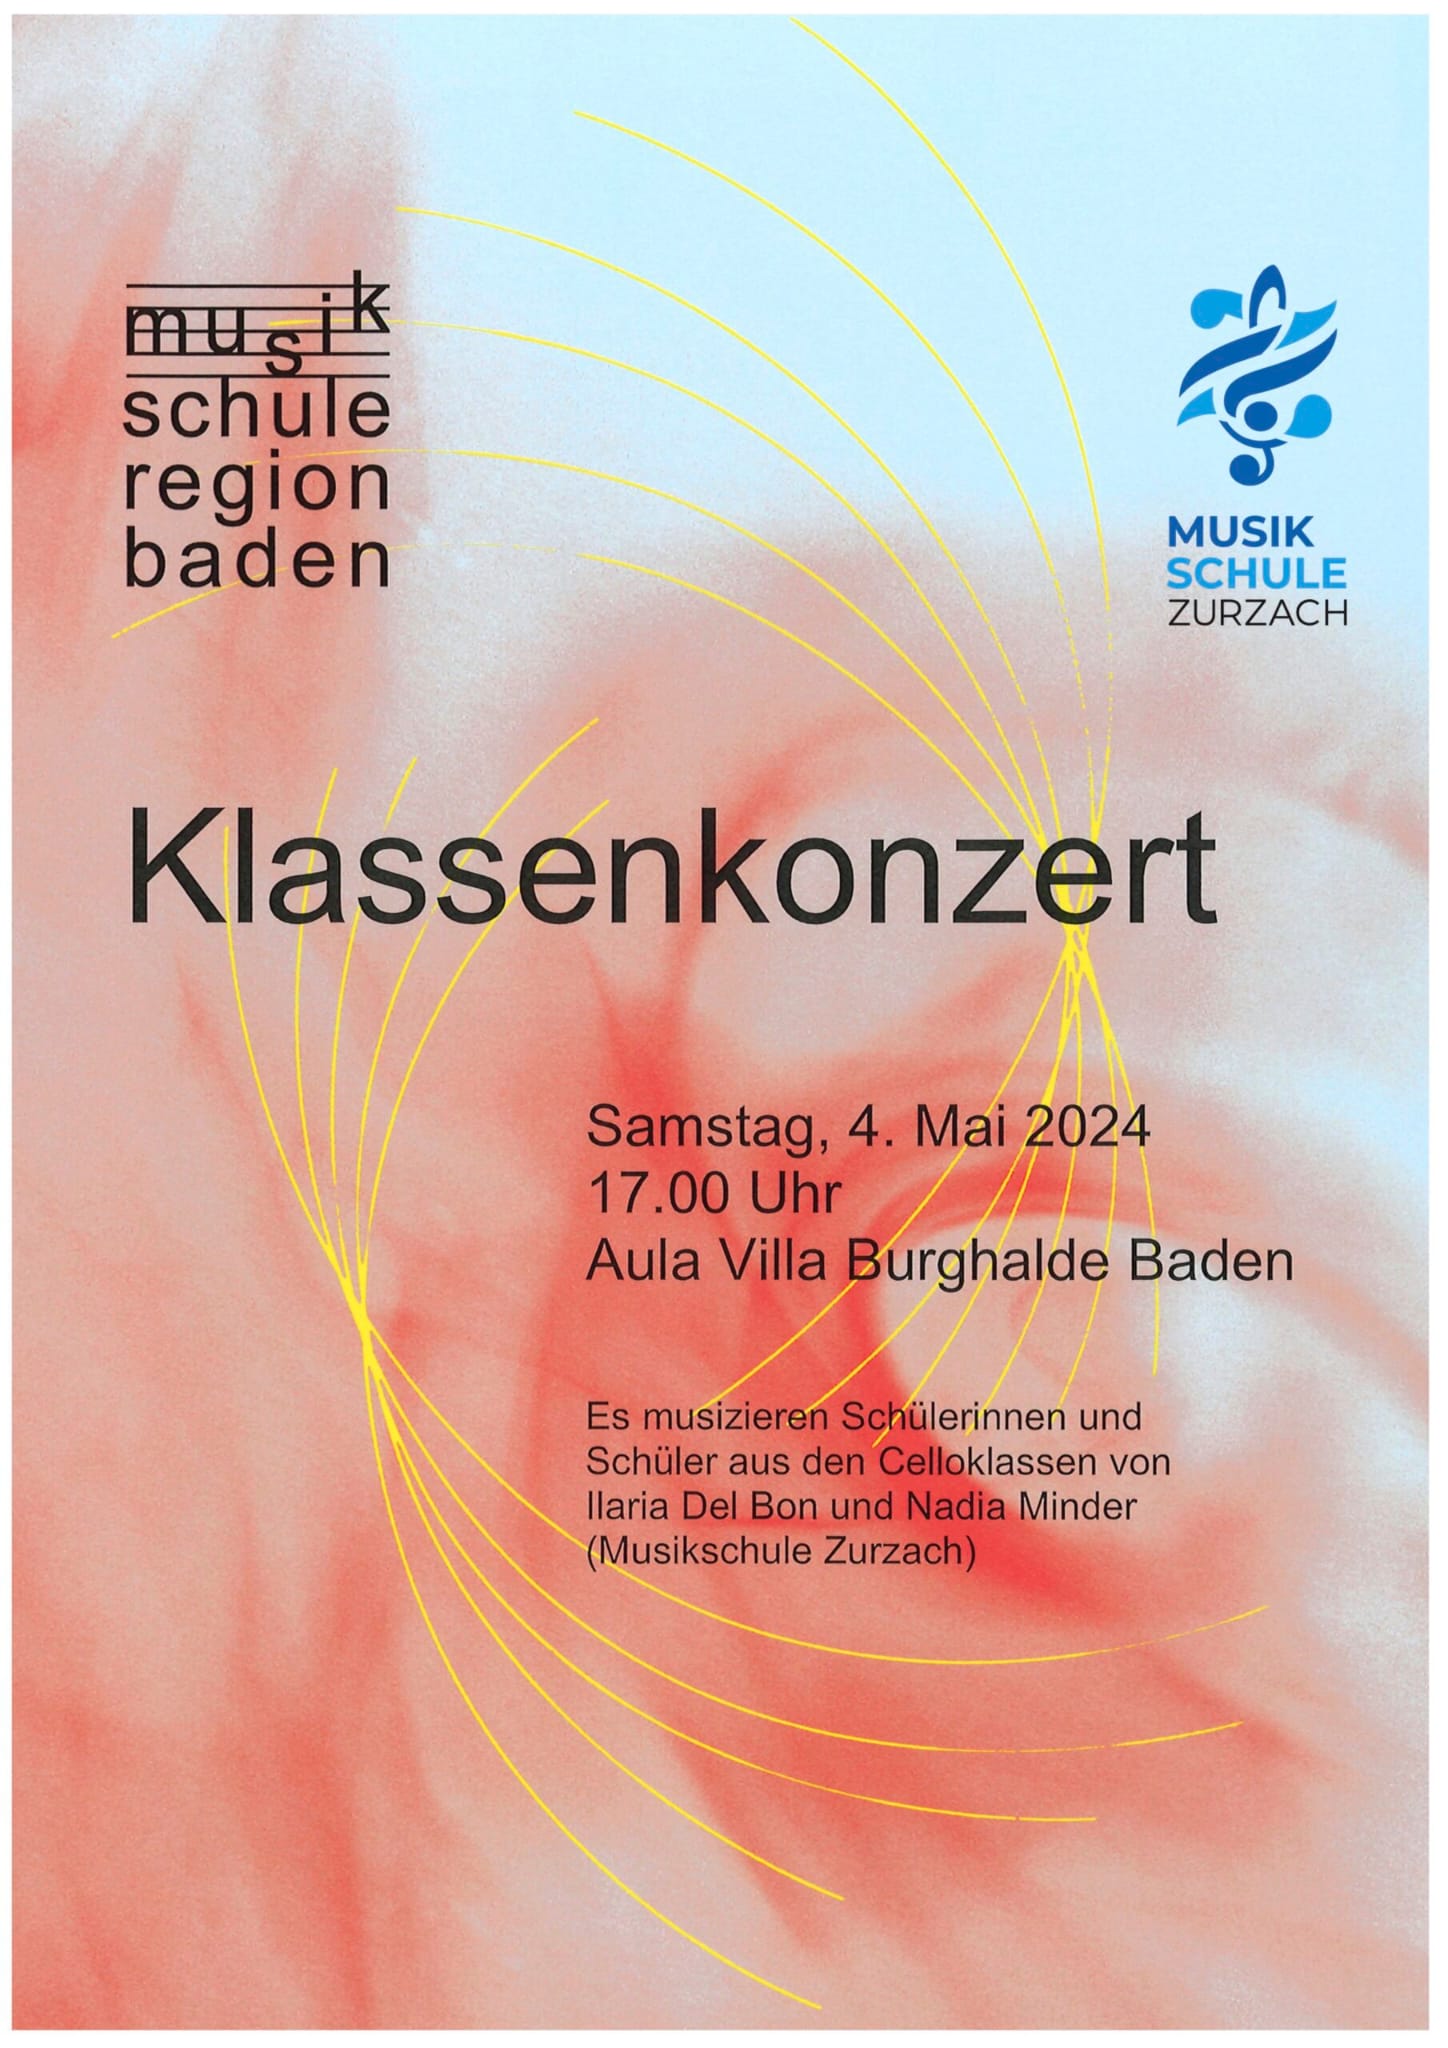 musik
schule
region
baden
MUSIK
SCHULE
ZURZACH
Klassenkonzert
Samstag, 4. Mai 2024
17.00 Uhr
Aula Villa Burghalde Baden
Es musizieren Schülerinnen und
Schüler aus den Celloklassen von
Ilaria Del Bon und Nadia Minder
(Musikschule Zurzach)